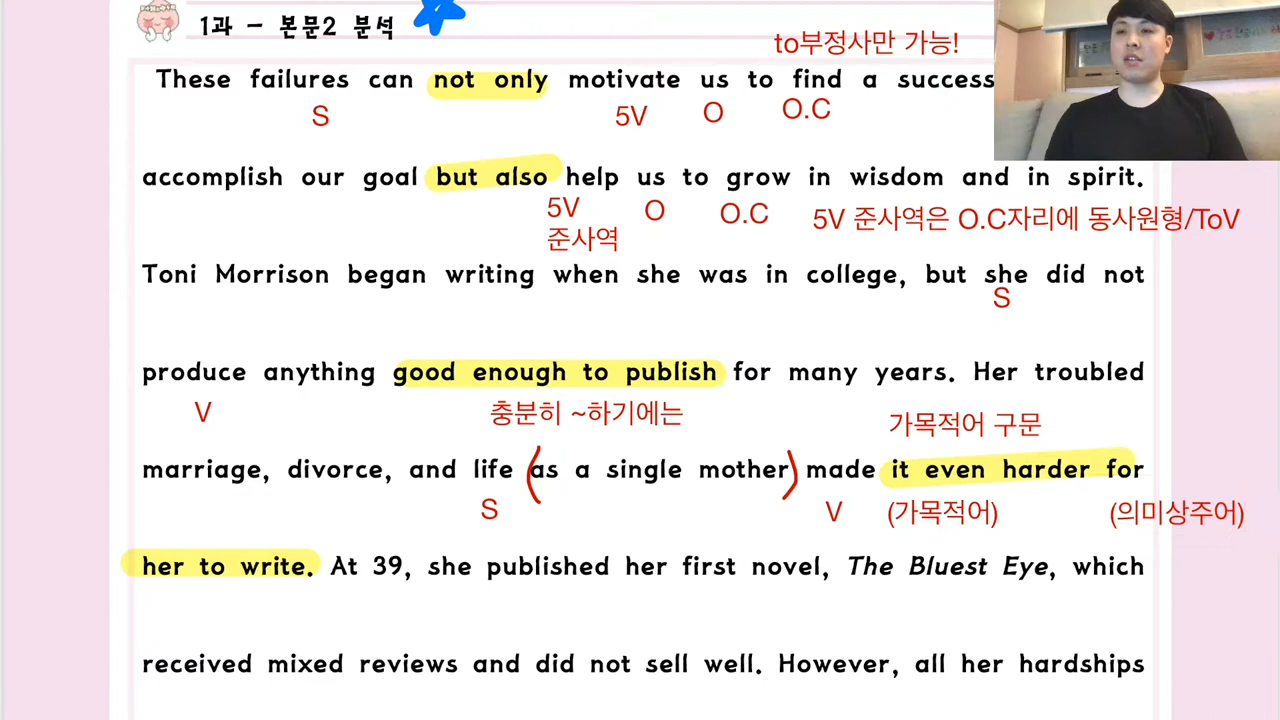 1과 - 본문2 분석
to부정사만 가능!
These failures can not only motivate us to find a success
S 5V O O.C
accomplish our goal but also help us to grow in wisdom and in spirit.
5V O O.C 5V 준사역은 O.C자리에 동사원형/ToV
준사역
Toni Morrison began writing when she was in college, but she did not
S
produce anything good enough to publish for many years. Her troubled
V 충분히 ~하기에는 가목적어 구문
marriage, divorce, and life (as a single mother) made it even harder for
S V (가목적어) (의미상주어)
her to write. At 39, she published her first novel, The Bluest Eye, which
received mixed reviews and did not sell well. However, all her hardships